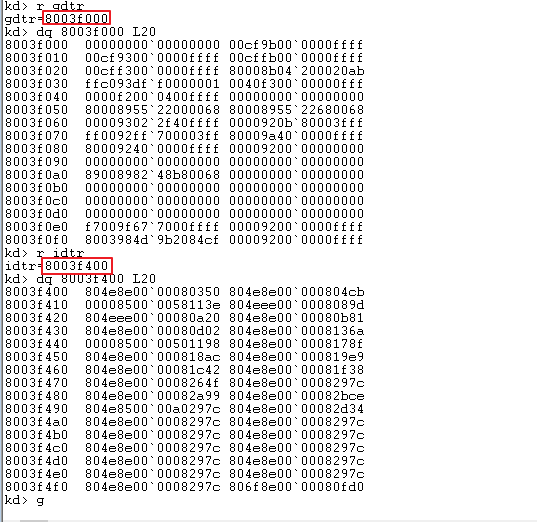 kd> r gdtr
gdtr=8003f000
kd> dq 8003f000 L20
8003f000  00000000`00000000 00cf9b00`0000ffff
8003f010  00cf9300`0000ffff 00cffb00`0000ffff
8003f020  00cff300`0000ffff 80008b04`200020ab
8003f030  ffc093df`f0000001 0040f300`00000fff
8003f040  0000f200`0400ffff 00000000`00000000
8003f050  80008955`22000068 80008955`22680068
8003f060  00009302`2f40ffff 0000920b`80003fff
8003f070  ff0092ff`700003ff 80009a40`0000ffff
8003f080  80009240`0000ffff 00009200`00000000
8003f090  00000000`00000000 00000000`00000000
8003f0a0  89008982`48b80068 00000000`00000000
8003f0b0  00000000`00000000 00000000`00000000
8003f0c0  00000000`00000000 00000000`00000000
8003f0d0  00000000`00000000 00000000`00000000
8003f0e0  f7009f67`7000ffff 00009200`0000ffff
8003f0f0  8003984d`9b2084cf 00009200`0000ffff
kd> r idtr
idtr=8003f400
kd> dq 8003f400 L20
8003f400  804e8e00`00080350 804e8e00`000804cb
8003f410  00008500`0058113e 804eee00`0008089d
8003f420  804eee00`00080a20 804e8e00`00080b81
8003f430  804e8e00`00080d02 804e8e00`0008136a
8003f440  00008500`00501198 804e8e00`0008178f
8003f450  804e8e00`000818ac 804e8e00`000819e9
8003f460  804e8e00`00081c42 804e8e00`00081f38
8003f470  804e8e00`0008264f 804e8e00`0008297c
8003f480  804e8e00`00082a99 804e8e00`00082bce
8003f490  804e8500`00a0297c 804e8e00`00082d34
8003f4a0  804e8e00`0008297c 804e8e00`0008297c
8003f4b0  804e8e00`0008297c 804e8e00`0008297c
8003f4c0  804e8e00`0008297c 804e8e00`0008297c
8003f4d0  804e8e00`0008297c 804e8e00`0008297c
8003f4e0  804e8e00`0008297c 804e8e00`0008297c
8003f4f0  804e8e00`0008297c 806f8e00`00080fd0
kd> g